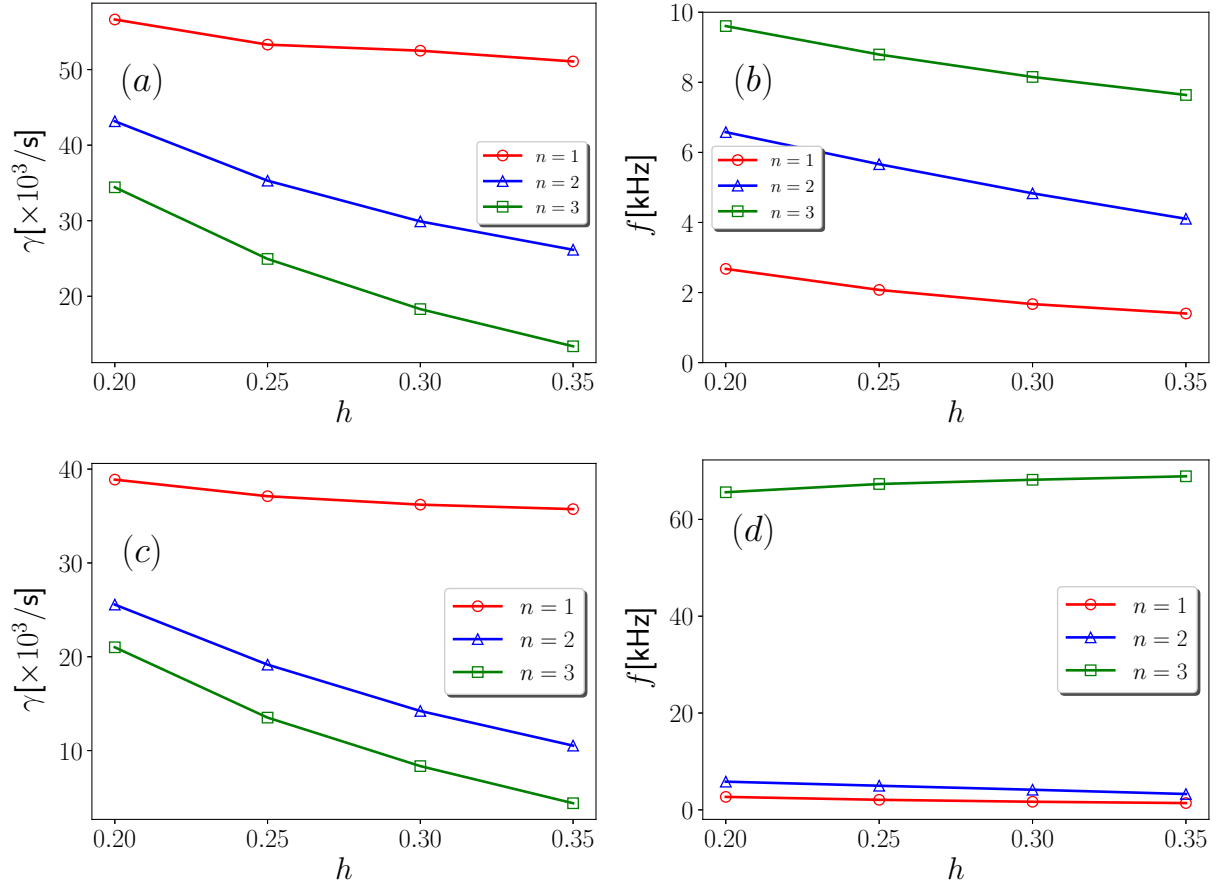 (a)
γ[×10³/s]
50
40
30
20
n = 1
n = 2
n = 3
0.20 0.25 0.30 0.35
h
(b)
f[kHz]
10
8
6
4
2
0
n = 1
n = 2
n = 3
0.20 0.25 0.30 0.35
h
(c)
γ[×10³/s]
40
30
20
10
n = 1
n = 2
n = 3
0.20 0.25 0.30 0.35
h
(d)
f[kHz]
60
40
20
0
n = 1
n = 2
n = 3
0.20 0.25 0.30 0.35
h